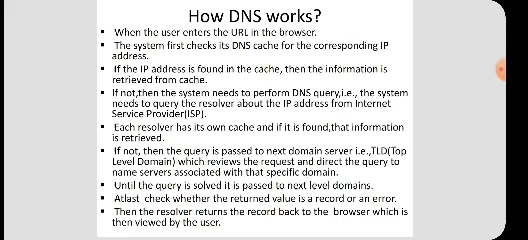 How DNS works?
▪ When the user enters the URL in the browser.
▪ The system first checks its DNS cache for the corresponding IP
address.
▪ If the IP address is found in the cache, then the information is
retrieved from cache.
▪ If not,then the system needs to perform DNS query,i.e., the system
needs to query the resolver about the IP address from Internet
Service Provider(ISP).
▪ Each resolver has its own cache and if it is found,that information
is retrieved.
▪ If not, then the query is passed to next domain server i.e.,TLD(Top
Level Domain) which reviews the request and direct the query to
name servers associated with that specific domain.
▪ Until the query is solved it is passed to next level domains.
▪ Atlast check whether the returned value is a record or an error.
▪ Then the resolver returns the record back to the browser which is
then viewed by the user.